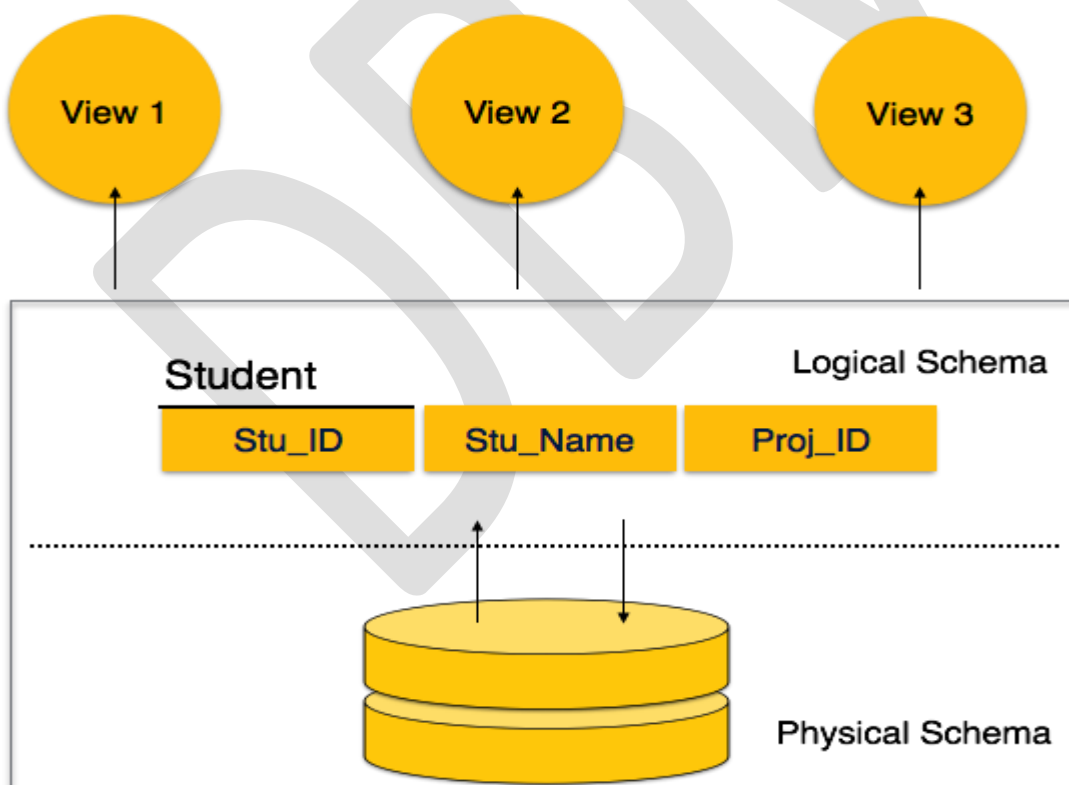 View 1
View 2
View 3
Logical Schema
Student
Stu_ID
Stu_Name
Proj_ID
Physical Schema